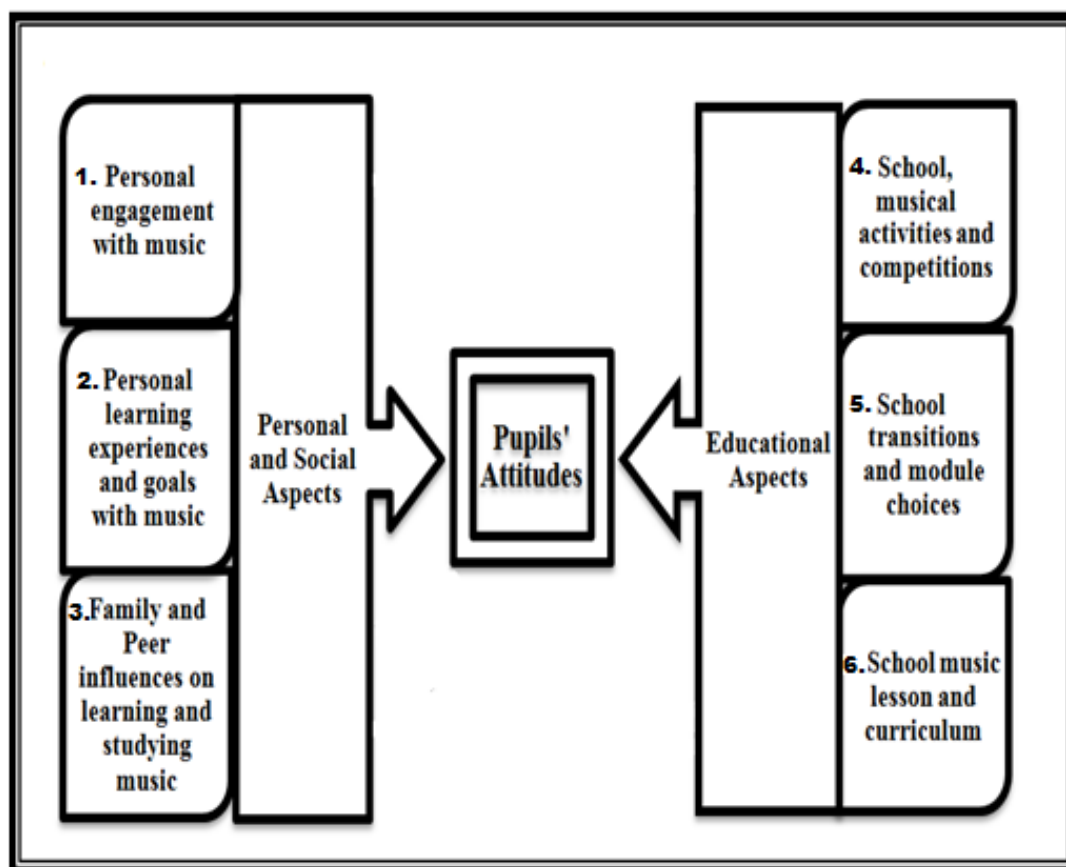 1. Personal
engagement
with music
2. Personal
learning
experiences
and goals
with music
3.Family and
Peer
influences on
learning and
studying
music
Personal
and Social
Aspects
Pupils'
Attitudes
Educational
Aspects
4. School,
musical
activities and
competitions
5. School
transitions
and module
choices
6.School music
lesson and
curriculum